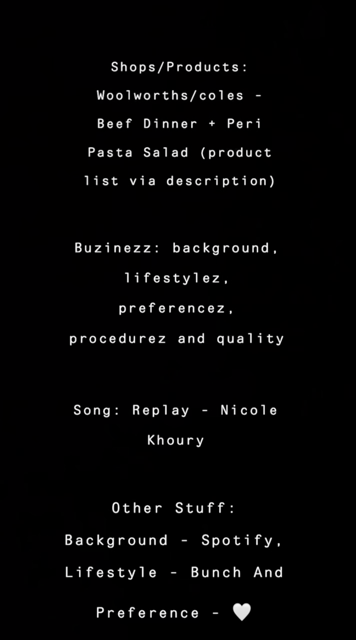 Shops/Products:
Woolworths/coles -
Beef Dinner + Peri
Pasta Salad (product
list via description)
Buzinezz: background,
lifestylez,
preferencez,
procedurez and quality
Song: Replay - Nicole
Khoury
Other Stuff:
Background - Spotify,
Lifestyle - Bunch And
Preference - 🤍